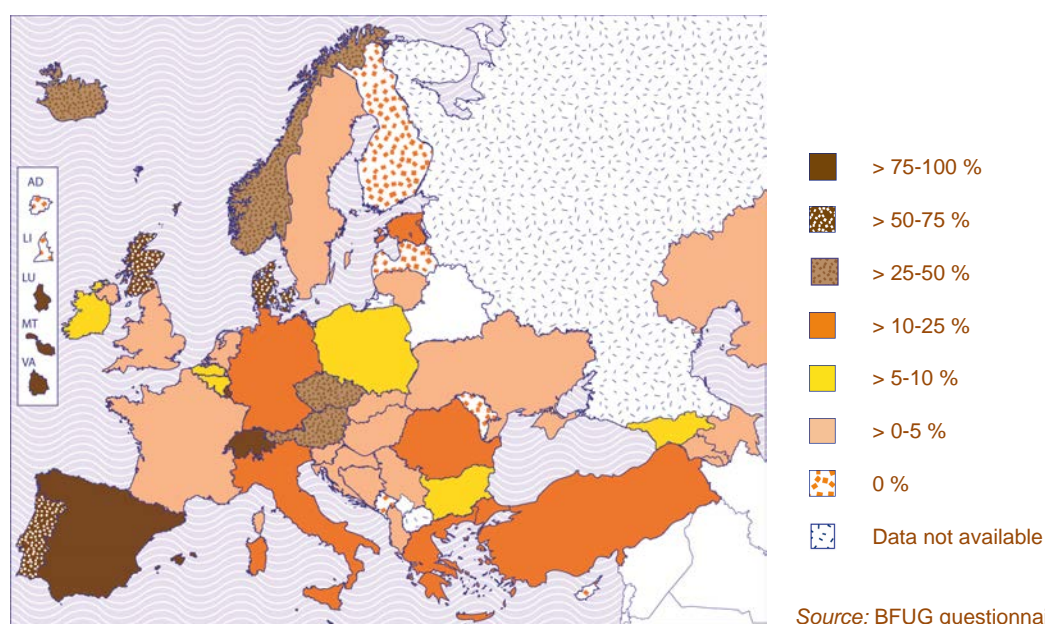 AD
LI
LU
MT
VA
> 75-100 %
> 50-75 %
> 25-50 %
> 10-25 %
> 5-10 %
> 0-5 %
0 %
Data not available
Source: BFUG questionna